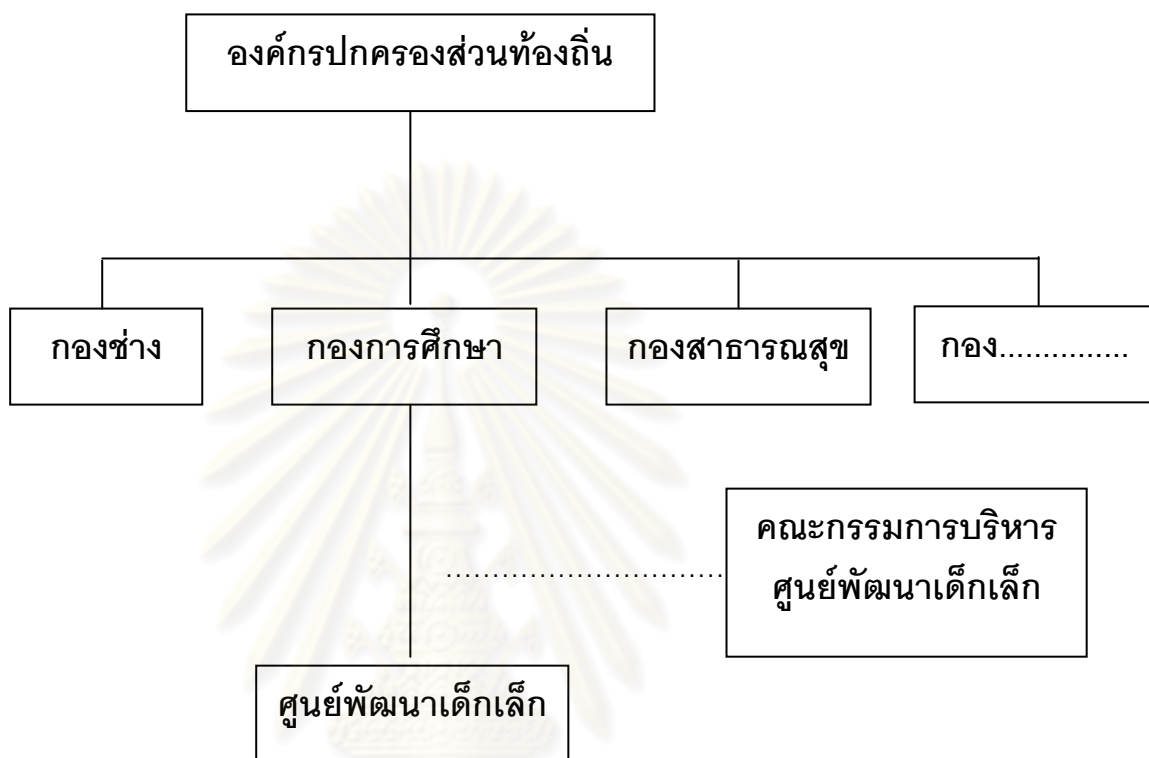 องค์กรปกครองส่วนท้องถิ่น
กองช่าง
กองการศึกษา
กองสาธารณสุข
กอง...............
คณะกรรมการบริหาร
ศูนย์พัฒนาเด็กเล็ก
ศูนย์พัฒนาเด็กเล็ก